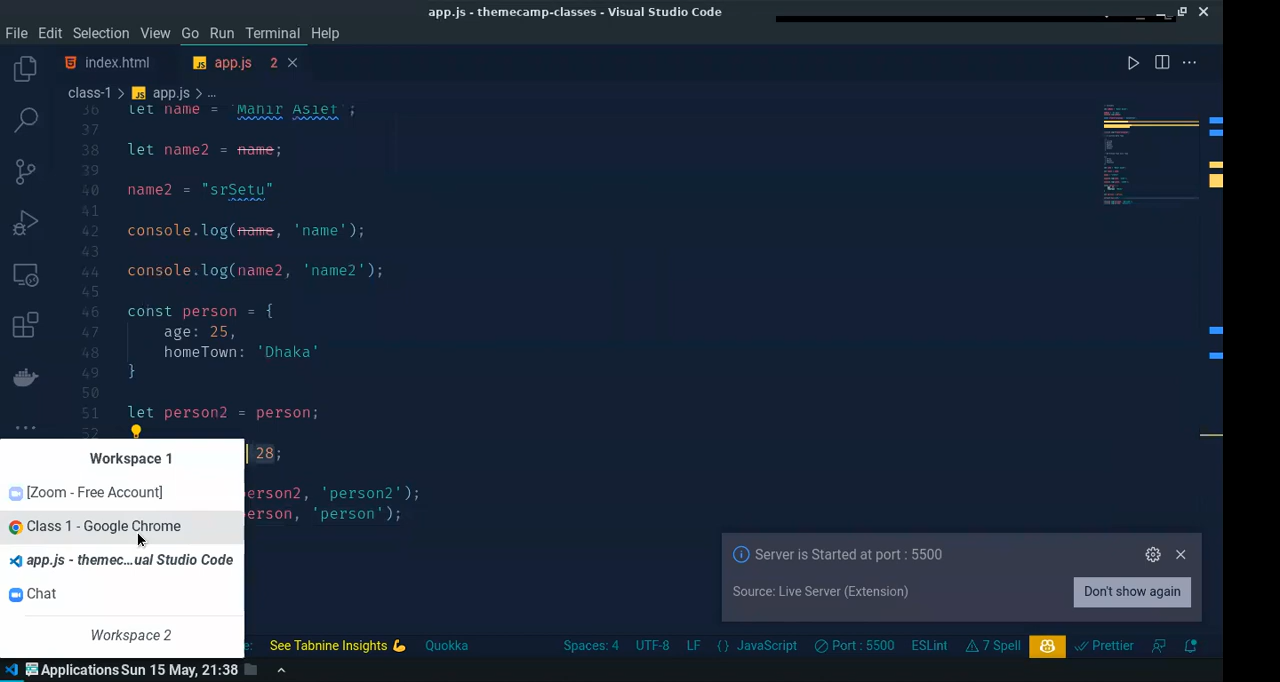 app.js - themecamp-classes - Visual Studio Code
File Edit Selection View Go Run Terminal Help
index.html app.js 2
class-1 > app.js > ...
36 let name = 'Mahir Asief';
37
38 let name2 = name;
39
40 name2 = "srSetu"
41
42 console.log(name, 'name');
43
44 console.log(name2, 'name2');
45
46 const person = {
47 age: 25,
48 homeTown: 'Dhaka'
49 }
50
51 let person2 = person;
52
28;
erson2, 'person2');
erson, 'person');
Workspace 1
[Zoom - Free Account]
Class 1 - Google Chrome
app.js - themec...ual Studio Code
Chat
Workspace 2
Server is Started at port : 5500
Source: Live Server (Extension)
Don't show again
e: See Tabnine Insights 💪 Quokka Spaces: 4 UTF-8 LF {} JavaScript Port : 5500 ESLint 7 Spell Prettier
Applications Sun 15 May, 21:38